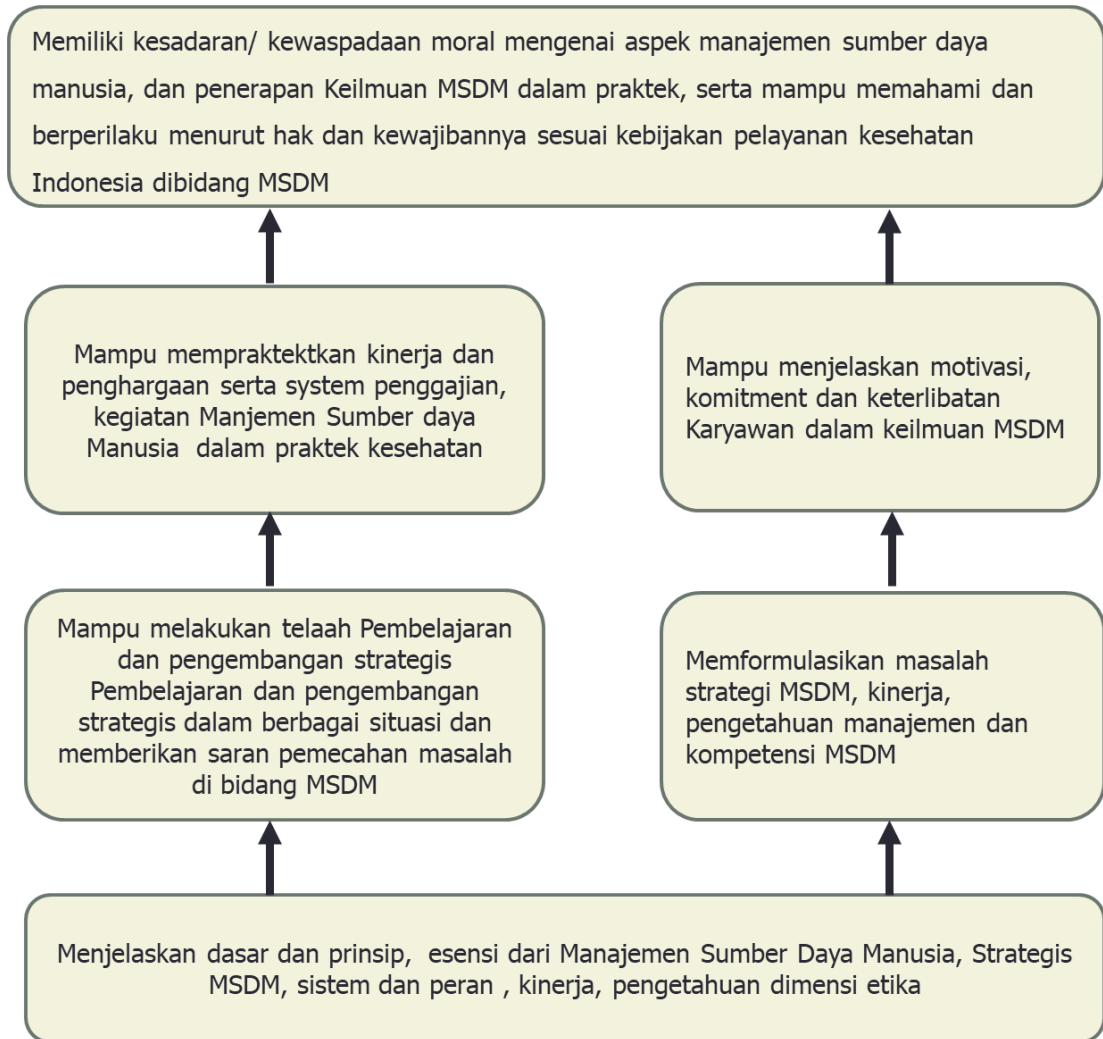 Memiliki kesadaran/ kewaspadaan moral mengenai aspek manajemen sumber daya
manusia, dan penerapan Keilmuan MSDM dalam praktek, serta mampu memahami dan
berperilaku menurut hak dan kewajibannya sesuai kebijakan pelayanan kesehatan
Indonesia dibidang MSDM
Mampu mempraktektkan kinerja dan
penghargaan serta system penggajian,
kegiatan Manjemen Sumber daya
Manusia dalam praktek kesehatan
Mampu menjelaskan motivasi,
komitment dan keterlibatan
Karyawan dalam keilmuan MSDM
Mampu melakukan telaah Pembelajaran
dan pengembangan strategis
Pembelajaran dan pengembangan
strategis dalam berbagai situasi dan
memberikan saran pemecahan masalah
di bidang MSDM
Memformulasikan masalah
strategi MSDM, kinerja,
pengetahuan manajemen dan
kompetensi MSDM
Menjelaskan dasar dan prinsip, esensi dari Manajemen Sumber Daya Manusia, Strategis
MSDM, sistem dan peran , kinerja, pengetahuan dimensi etika